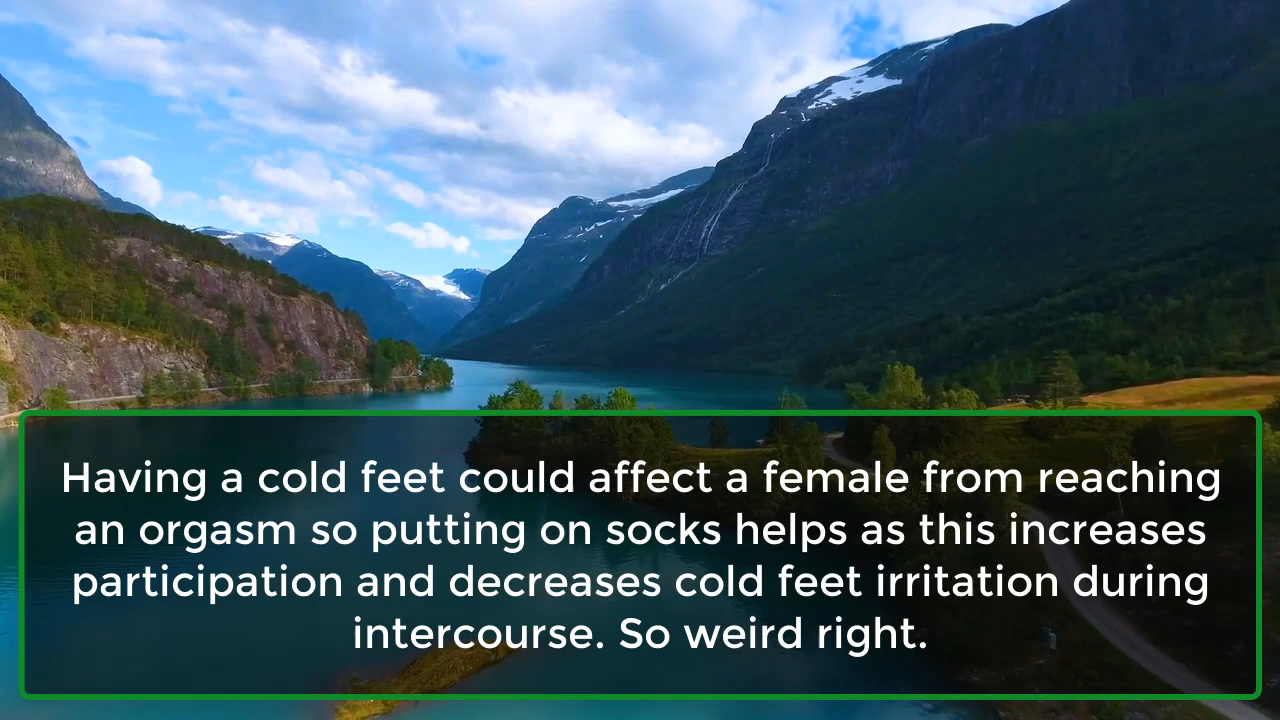 Having a cold feet could affect a female from reaching
an orgasm so putting on socks helps as this increases
participation and decreases cold feet irritation during
intercourse. So weird right.